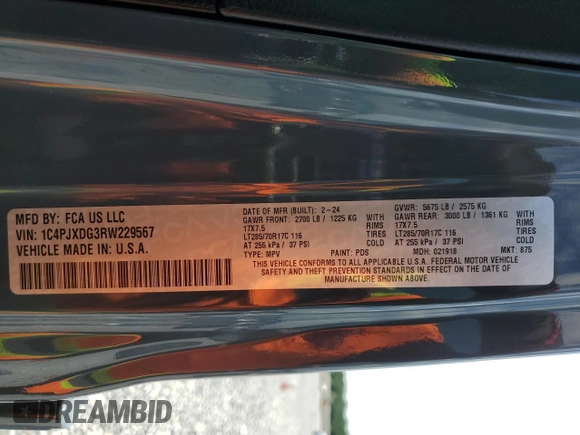 MFD BY: FCA US LLC
VIN: 1C4PJXDG3RW229567
VEHICLE MADE IN U.S.A.
DATE OF MFR (BUILT): 2-24
GAWR FRONT: 2700 LB / 1225 KG
17X7.5 WITH RIMS
LT285/70R17C 116 TIRES
AT 255 kPa / 37 PSI COLD
TYPE: MPV
PAINT: PDS
GVWR: 5675 LB / 2575 KG
GAWR REAR: 3000 LB / 1361 KG
17X7.5 WITH RIMS
LT285/70R17C 116 TIRES
AT 255 kPa / 37 PSI COLD
MDH: 021918
MKT: 875
THIS VEHICLE CONFORMS TO ALL APPLICABLE U.S.A. FEDERAL MOTOR VEHICLE
SAFETY AND THEFT PREVENTION STANDARDS IN EFFECT ON THE DATE OF
MANUFACTURE SHOWN ABOVE.
DREAMBID